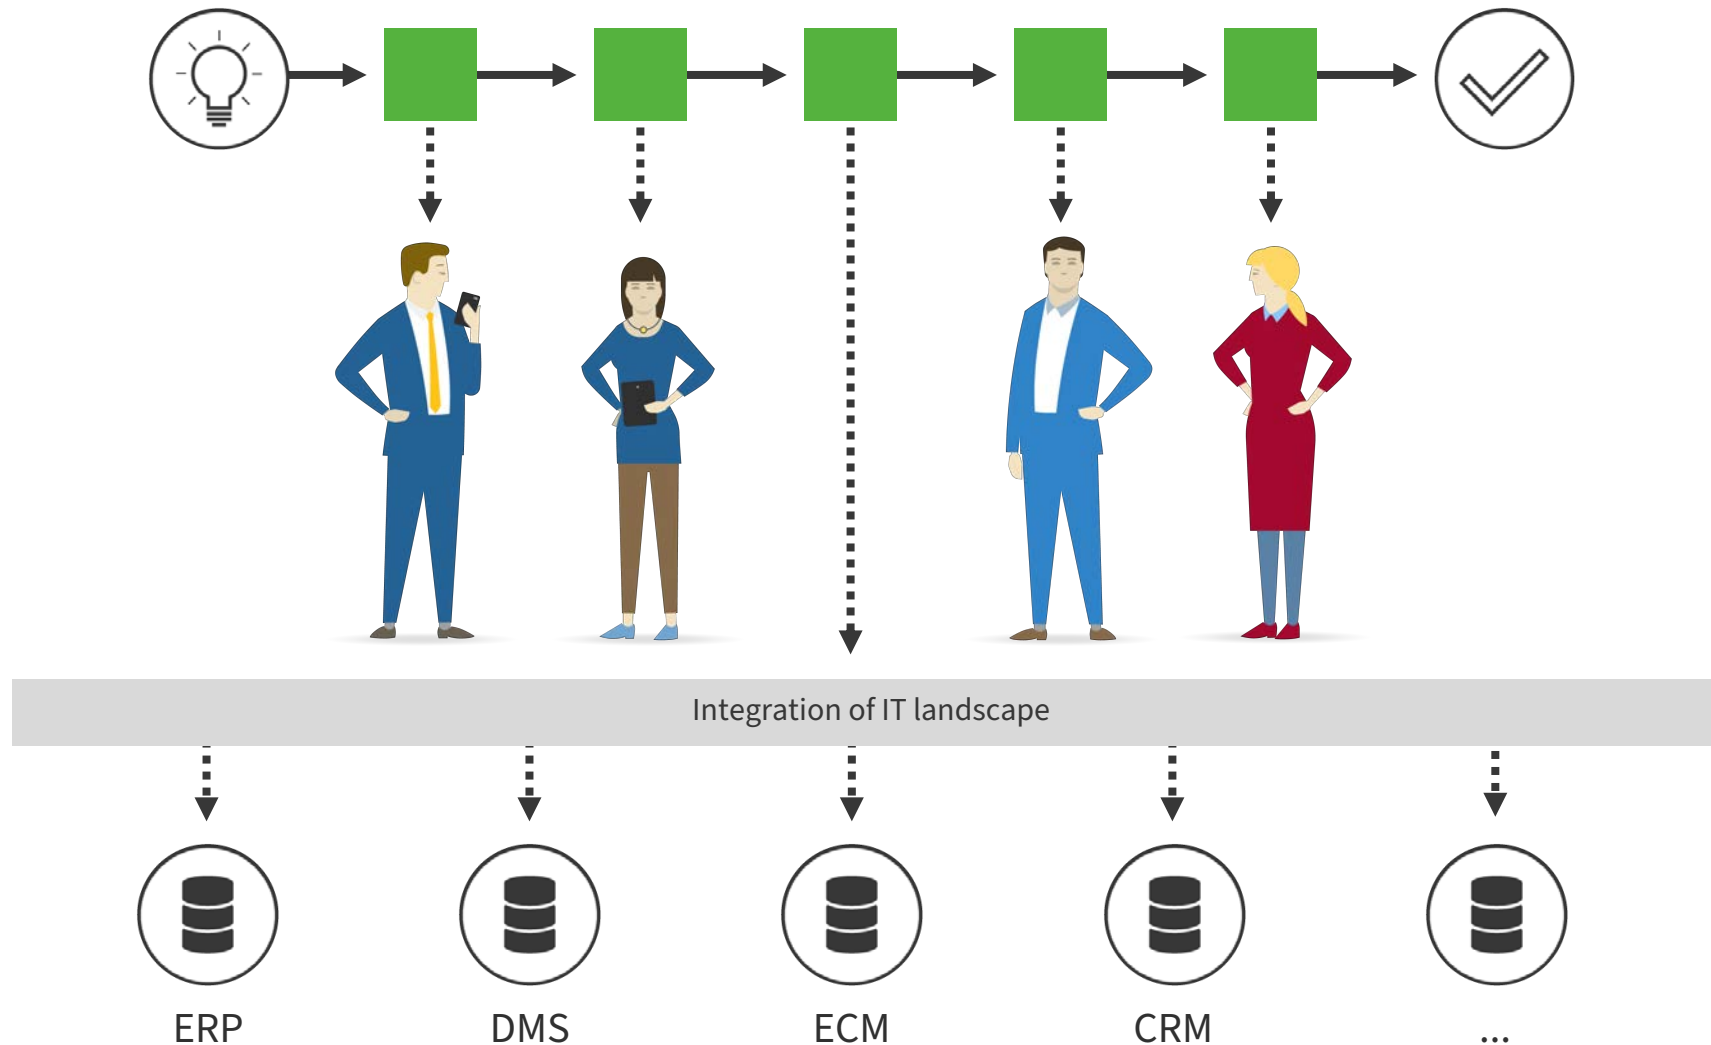 Integration of IT landscape
ERP
DMS
ECM
CRM
...